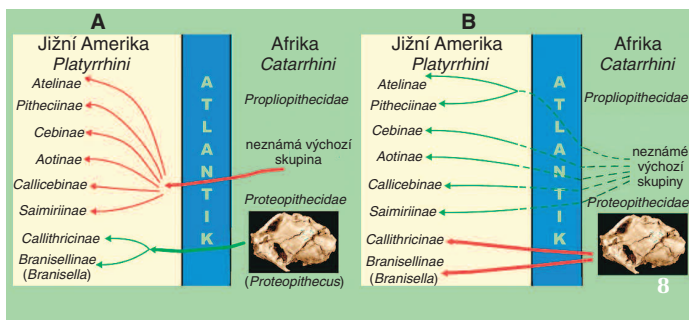 A
Jižní Amerika
Platyrrhini
Atelinae
Pitheciinae
Cebinae
Aotinae
Callicebinae
Saimiriinae
Callithricinae
Branisellinae
(Branisella)
ATLANTIK
Afrika
Catarrhini
Propliopithecidae
neznámá výchozí
skupina
Proteopithecidae
(Proteopithecus)
B
Jižní Amerika
Platyrrhini
Atelinae
Pitheciinae
Cebinae
Aotinae
Callicebinae
Saimiriinae
Callithricinae
Branisellinae
(Branisella)
ATLANTIK
Afrika
Catarrhini
Propliopithecidae
neznámé
výchozí
skupiny
Proteopithecidae
8